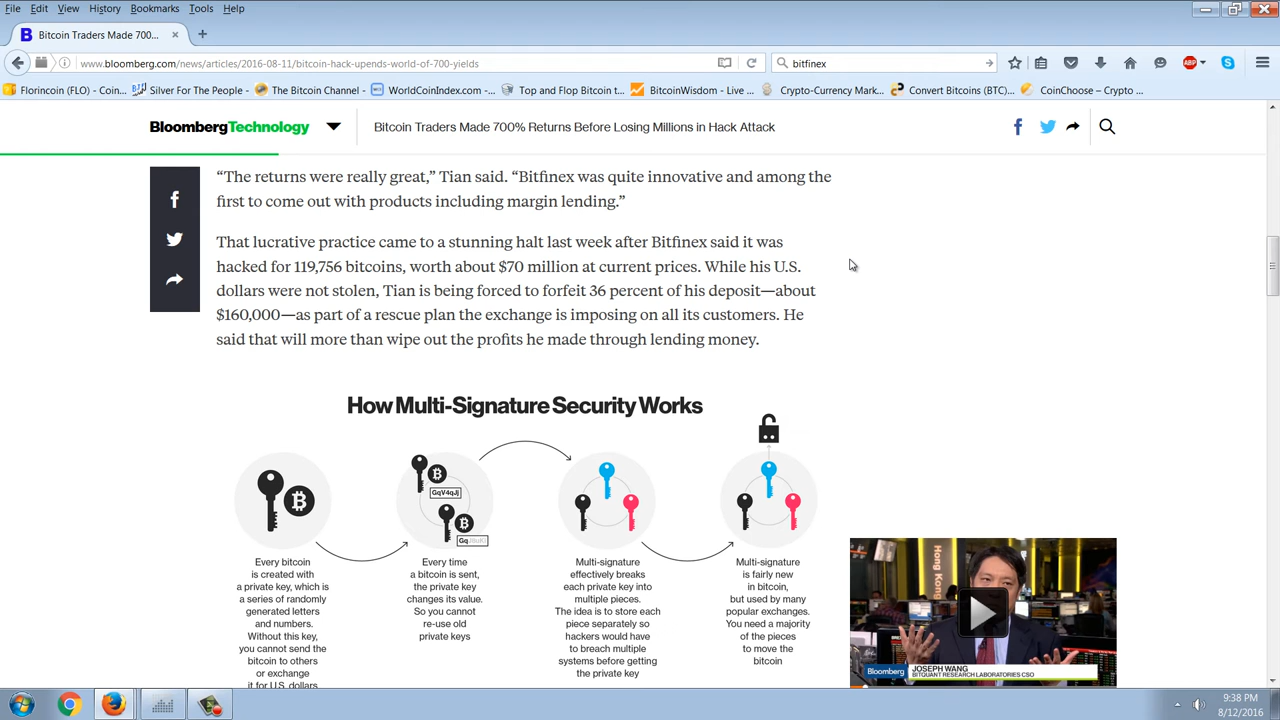 File Edit View History Bookmarks Tools Help
Bitcoin Traders Made 700...
www.bloomberg.com/news/articles/2016-08-11/bitcoin-hack-upends-world-of-700-yields
bitfinex
ABP
Florincoin (FLO) - Coin... Silver For The People - The Bitcoin Channel - WorldCoinIndex.com -... Top and Flop Bitcoin t... BitcoinWisdom - Live ... Crypto-Currency Mark... Convert Bitcoins (BTC)... CoinChoose – Crypto ...
BloombergTechnology
Bitcoin Traders Made 700% Returns Before Losing Millions in Hack Attack
“The returns were really great,” Tian said. “Bitfinex was quite innovative and among the
first to come out with products including margin lending.”
That lucrative practice came to a stunning halt last week after Bitfinex said it was
hacked for 119,756 bitcoins, worth about $70 million at current prices. While his U.S.
dollars were not stolen, Tian is being forced to forfeit 36 percent of his deposit—about
$160,000—as part of a rescue plan the exchange is imposing on all its customers. He
said that will more than wipe out the profits he made through lending money.
How Multi-Signature Security Works
GqV4qJj
Every bitcoin
is created with
a private key, which is
a series of randomly
generated letters
and numbers.
Without this key,
you cannot send the
bitcoin to others
or exchange
it for U.S. dollars
Every time
a bitcoin is sent,
the private key
changes its value.
So you cannot
re-use old
private keys
Multi-signature
effectively breaks
each private key into
multiple pieces.
The idea is to store each
piece separately so
hackers would have
to breach multiple
systems before getting
the private key
Multi-signature
is fairly new
in bitcoin,
but used by many
popular exchanges.
You need a majority
of the pieces
to move the
bitcoin
Hong Kong
Bloomberg
JOSEPH WANG
BITQUANT RESEARCH LABORATORIES CSO
9:38 PM
8/12/2016